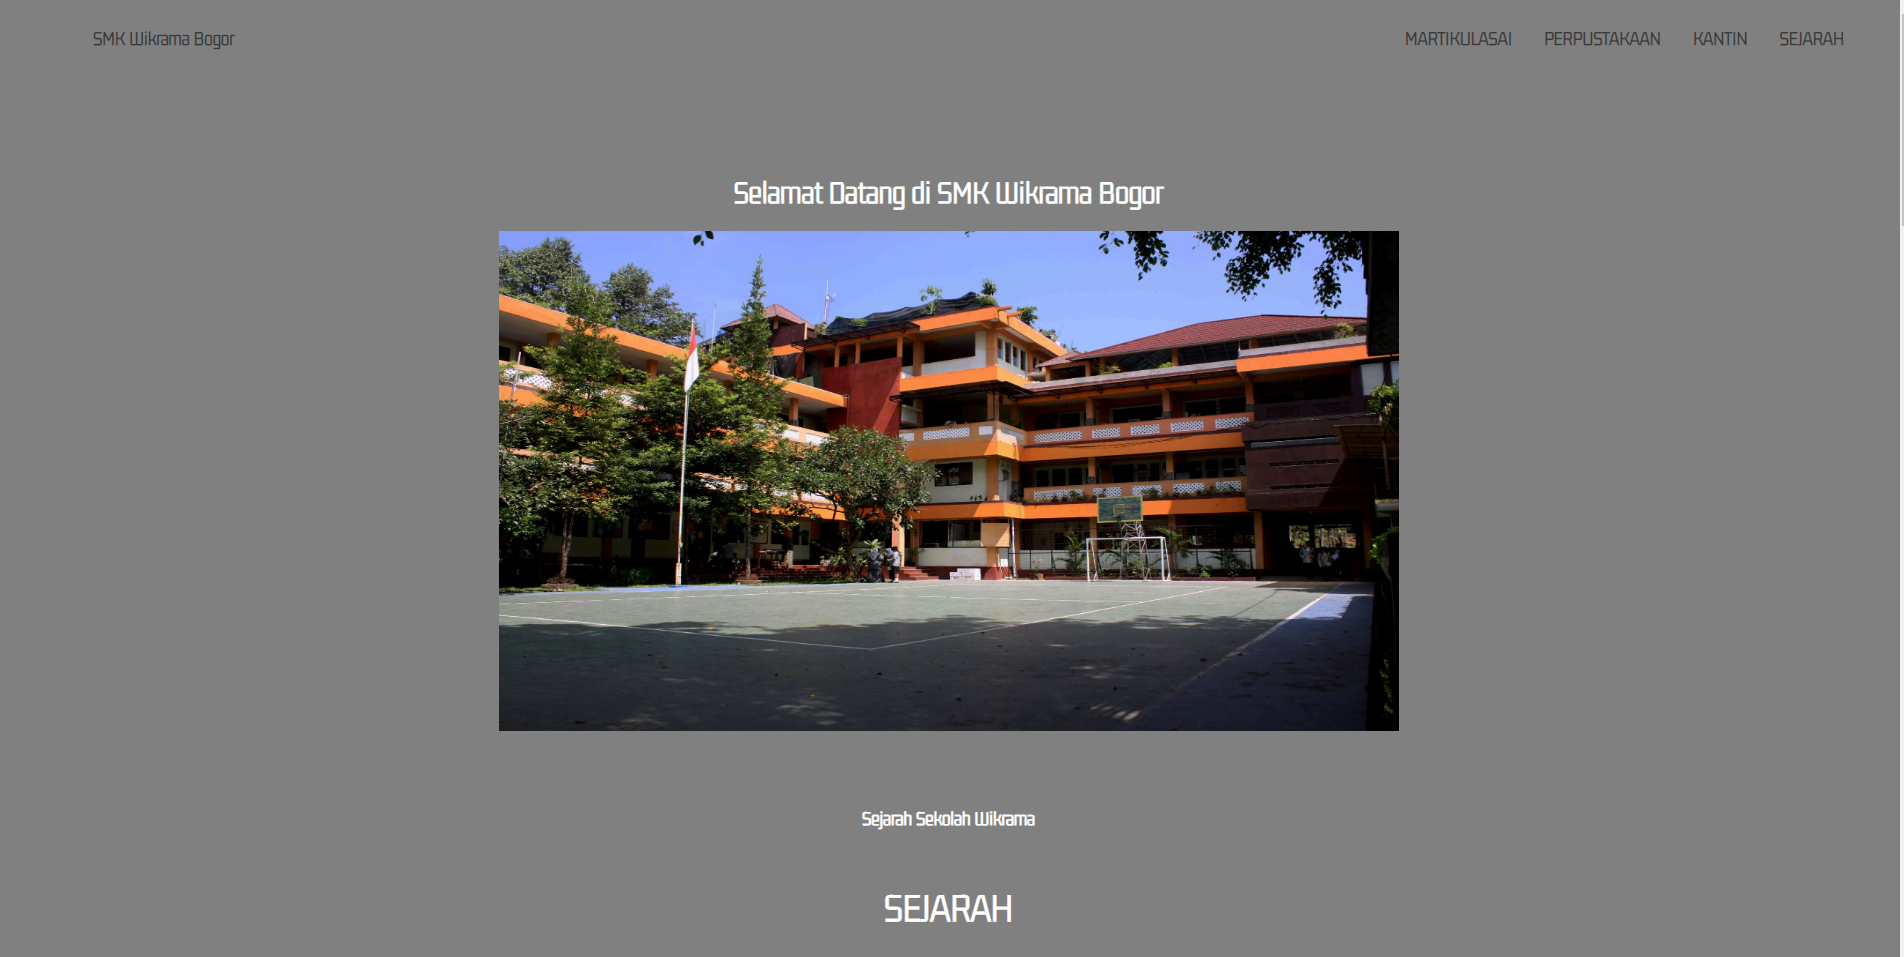 SMK Wikrama Bogor
MARTIKULASAI PERPUSTAKAAN KANTIN SEJARAH
Selamat Datang di SMK Wikrama Bogor
Sejarah Sekolah Wikrama
SEJARAH